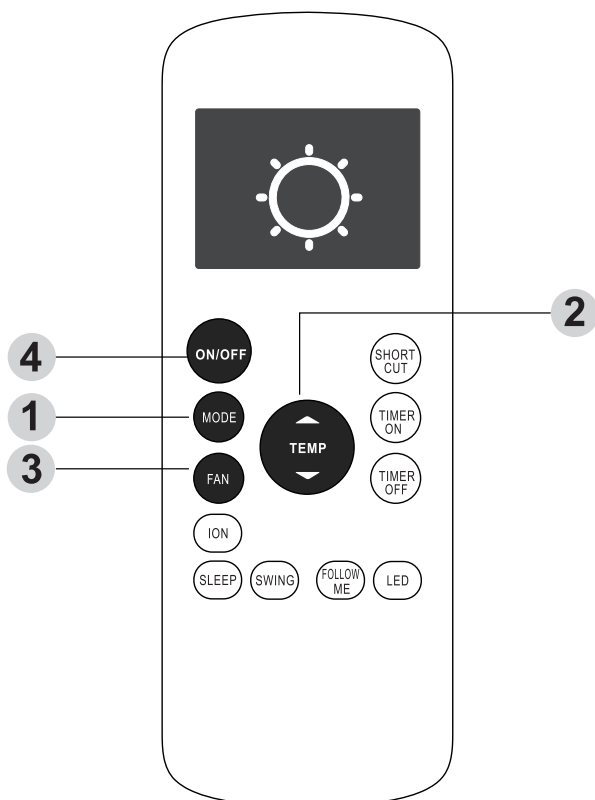 2
4
ON/OFF
SHORT
CUT
1
MODE
TEMP
TIMER
ON
3
FAN
TIMER
OFF
ION
SLEEP
SWING
FOLLOW
ME
LED